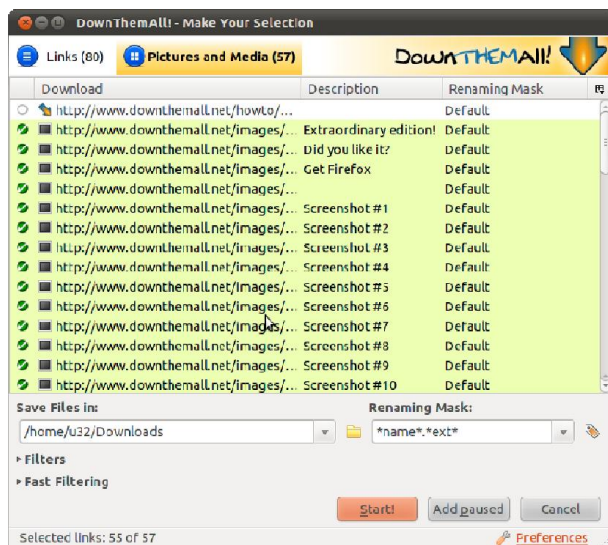 DownThemAll! - Make Your Selection
Links (80) Pictures and Media (57) DownTHEMAll!
Download Description Renaming Mask
http://www.downthemall.net/howto/... Default
http://www.downthemall.net/images/... Extraordinary edition! Default
http://www.downthemall.net/images/... Did you like it? Default
http://www.downthemall.net/images/... Get Firefox Default
http://www.downthemall.net/images/... Default
http://www.downthemall.net/images/... Screenshot #1 Default
http://www.downthemall.net/images/... Screenshot #2 Default
http://www.downthemall.net/images/... Screenshot #3 Default
http://www.downthemall.net/images/... Screenshot #4 Default
http://www.downthemall.net/images/... Screenshot #5 Default
http://www.downthemall.net/images/... Screenshot #6 Default
http://www.downthemall.net/images/... Screenshot #7 Default
http://www.downthemall.net/images/... Screenshot #8 Default
http://www.downthemall.net/images/... Screenshot #9 Default
http://www.downthemall.net/images/... Screenshot #10 Default
Save Files in: Renaming Mask:
/home/u32/Downloads *name*.*ext*
Filters
Fast Filtering
Start! Add paused Cancel
Selected links: 55 of 57 Preferences